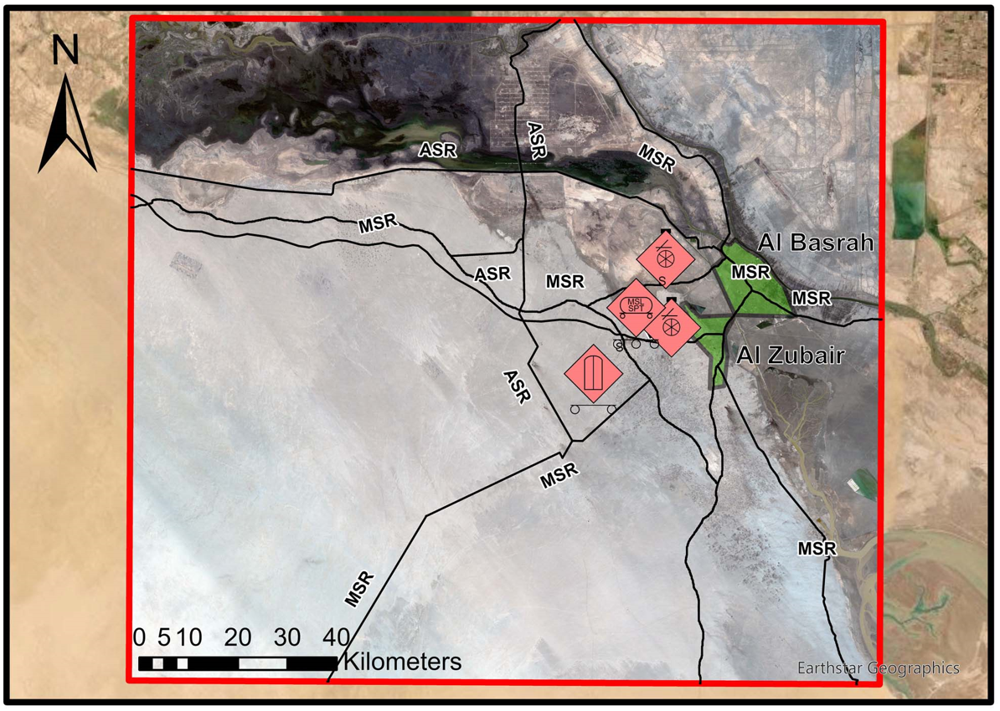 N
ASR
ASR
MSR
MSR
Al Basrah
ASR
MSR
MSR
MSR
S
MSL
SPT
S
Al Zubair
ASR
MSR
MSR
MSR
0 5 10 20 30 40
Kilometers
Earthstar Geographics